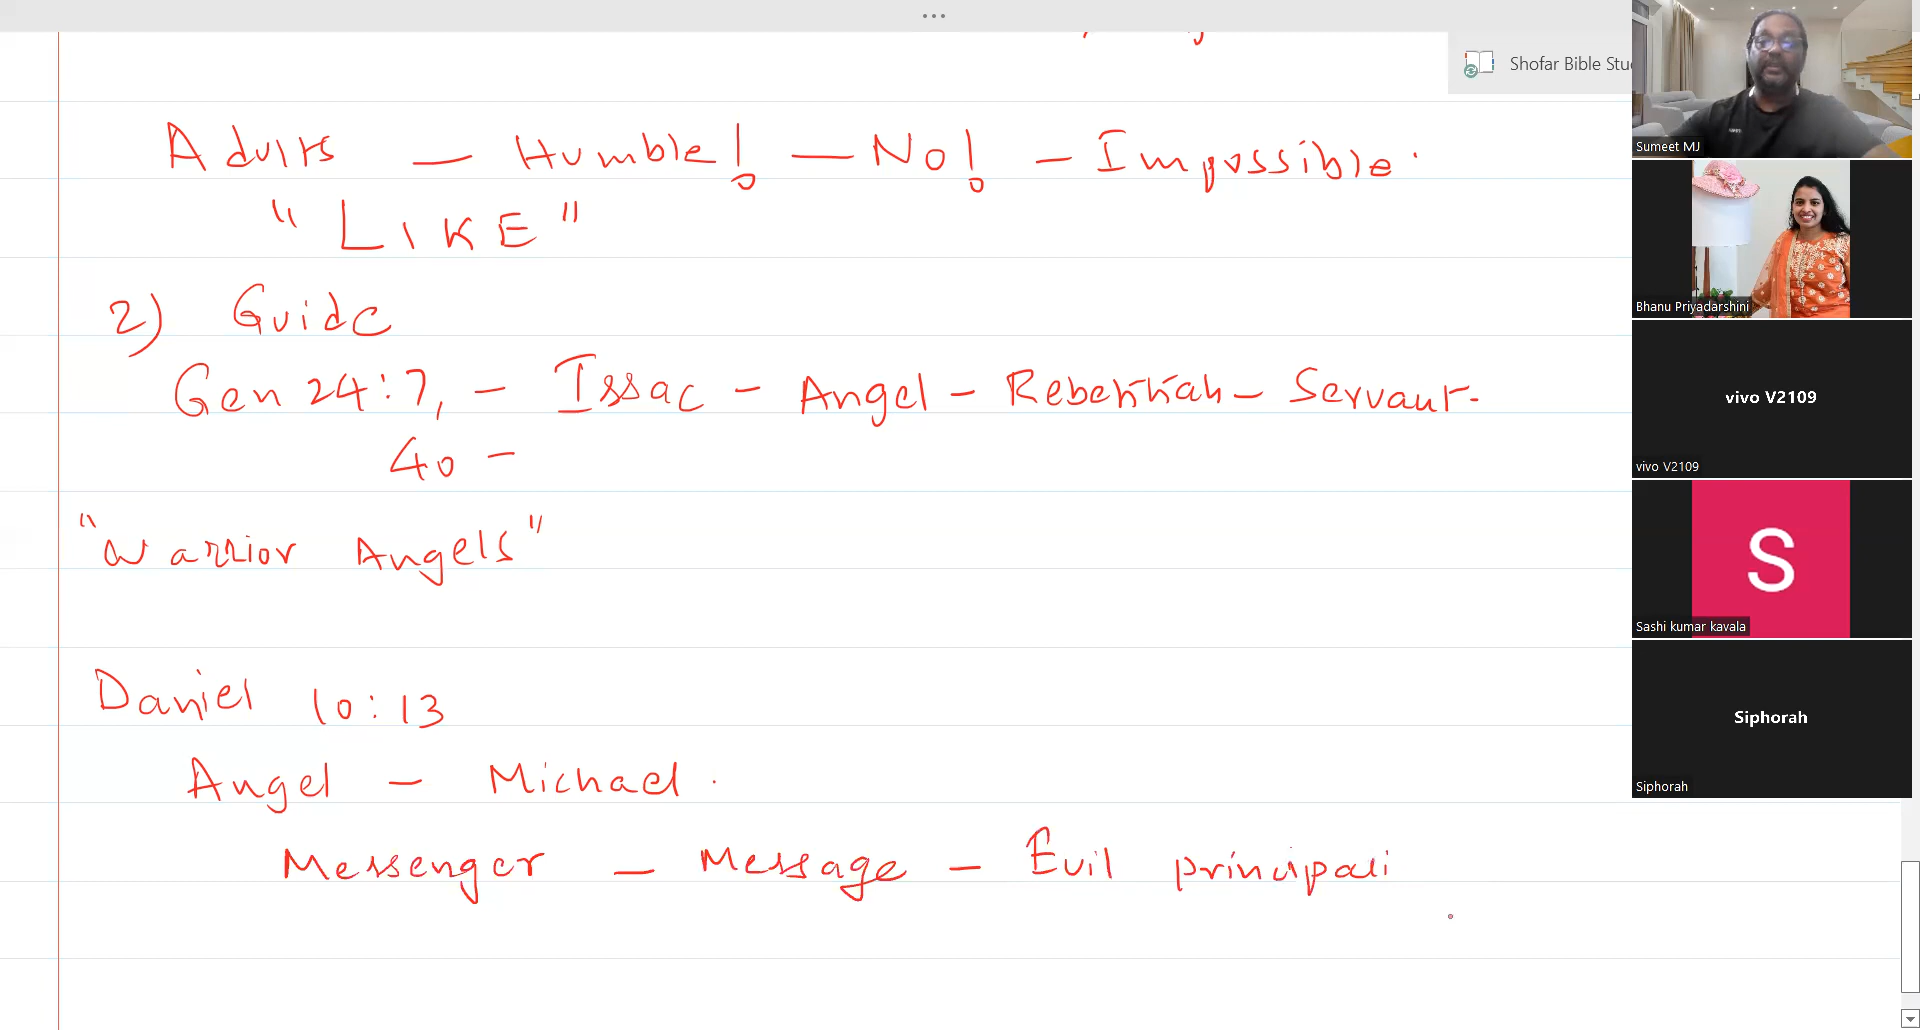 Shofar Bible Stu
Adults — Humble! — No! — Impossible.
"LIKE"
2) Guide
Gen 24:7, — Issac — Angel — Rebekkah — Servant-
40 —
"Warrior Angels"
Daniel 10:13
Angel — Michael.
Messenger — Message — Evil principali
Sumeet MJ
Bhanu Priyadarshini
vivo V2109
vivo V2109
S
Sashi kumar kavala
Siphorah
Siphorah